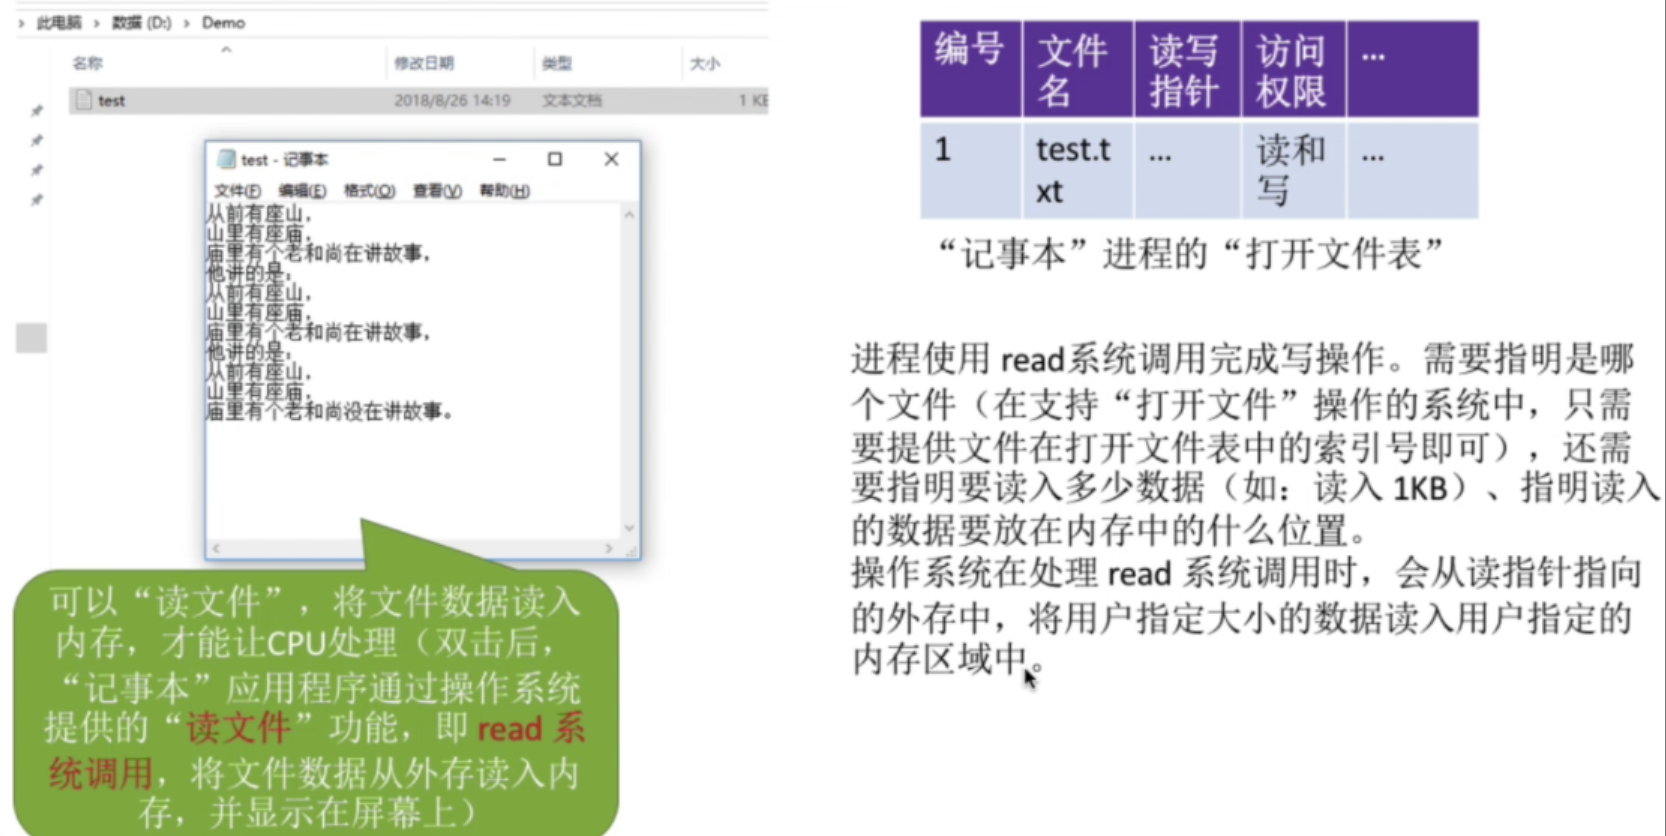 此电脑 › 数据 (D:) › Demo
名称 修改日期 类型 大小
test 2018/8/26 14:19 文本文档 1 KB
test - 记事本
文件(F) 编辑(E) 格式(O) 查看(V) 帮助(H)
从前有座山，
山里有座庙，
庙里有个老和尚在讲故事，
他讲的是：
从前有座山，
山里有座庙，
庙里有个老和尚在讲故事，
他讲的是：
从前有座山，
山里有座庙，
庙里有个老和尚没在讲故事。
可以“读文件”，将文件数据读入
内存，才能让CPU处理（双击后，
“记事本”应用程序通过操作系统
提供的“读文件”功能，即 read 系
统调用，将文件数据从外存读入内
存，并显示在屏幕上）
编号 文件名 读写指针 访问权限 ...
1 test.txt ... 读和写 ...
“记事本”进程的“打开文件表”
进程使用 read系统调用完成写操作。需要指明是哪
个文件（在支持“打开文件”操作的系统中，只需
要提供文件在打开文件表中的索引号即可），还需
要指明要读入多少数据（如：读入 1KB）、指明读入
的数据要放在内存中的什么位置。
操作系统在处理 read 系统调用时，会从读指针指向
的外存中，将用户指定大小的数据读入用户指定的
内存区域中。